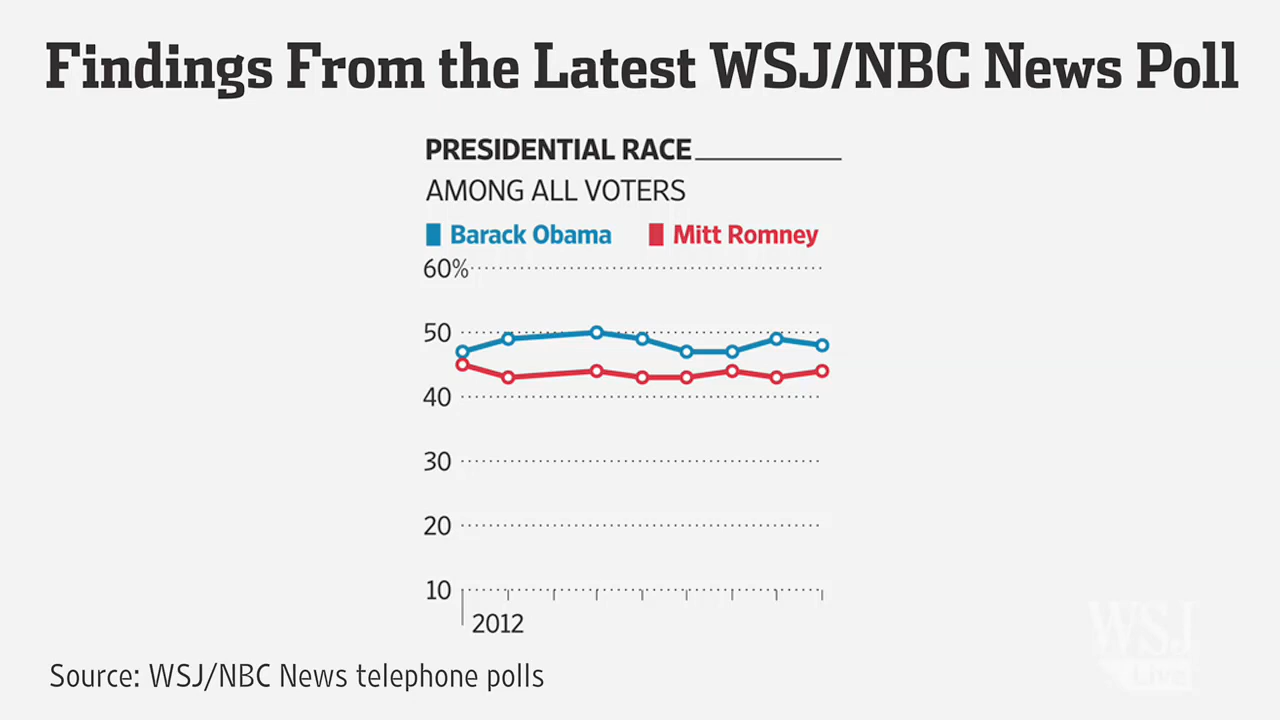 Findings From the Latest WSJ/NBC News Poll
PRESIDENTIAL RACE
AMONG ALL VOTERS
Barack Obama Mitt Romney
60%
50
40
30
20
10
2012
Source: WSJ/NBC News telephone polls
WSJ
Live